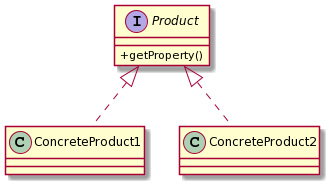 I Product
+getProperty()
C ConcreteProduct1
C ConcreteProduct2